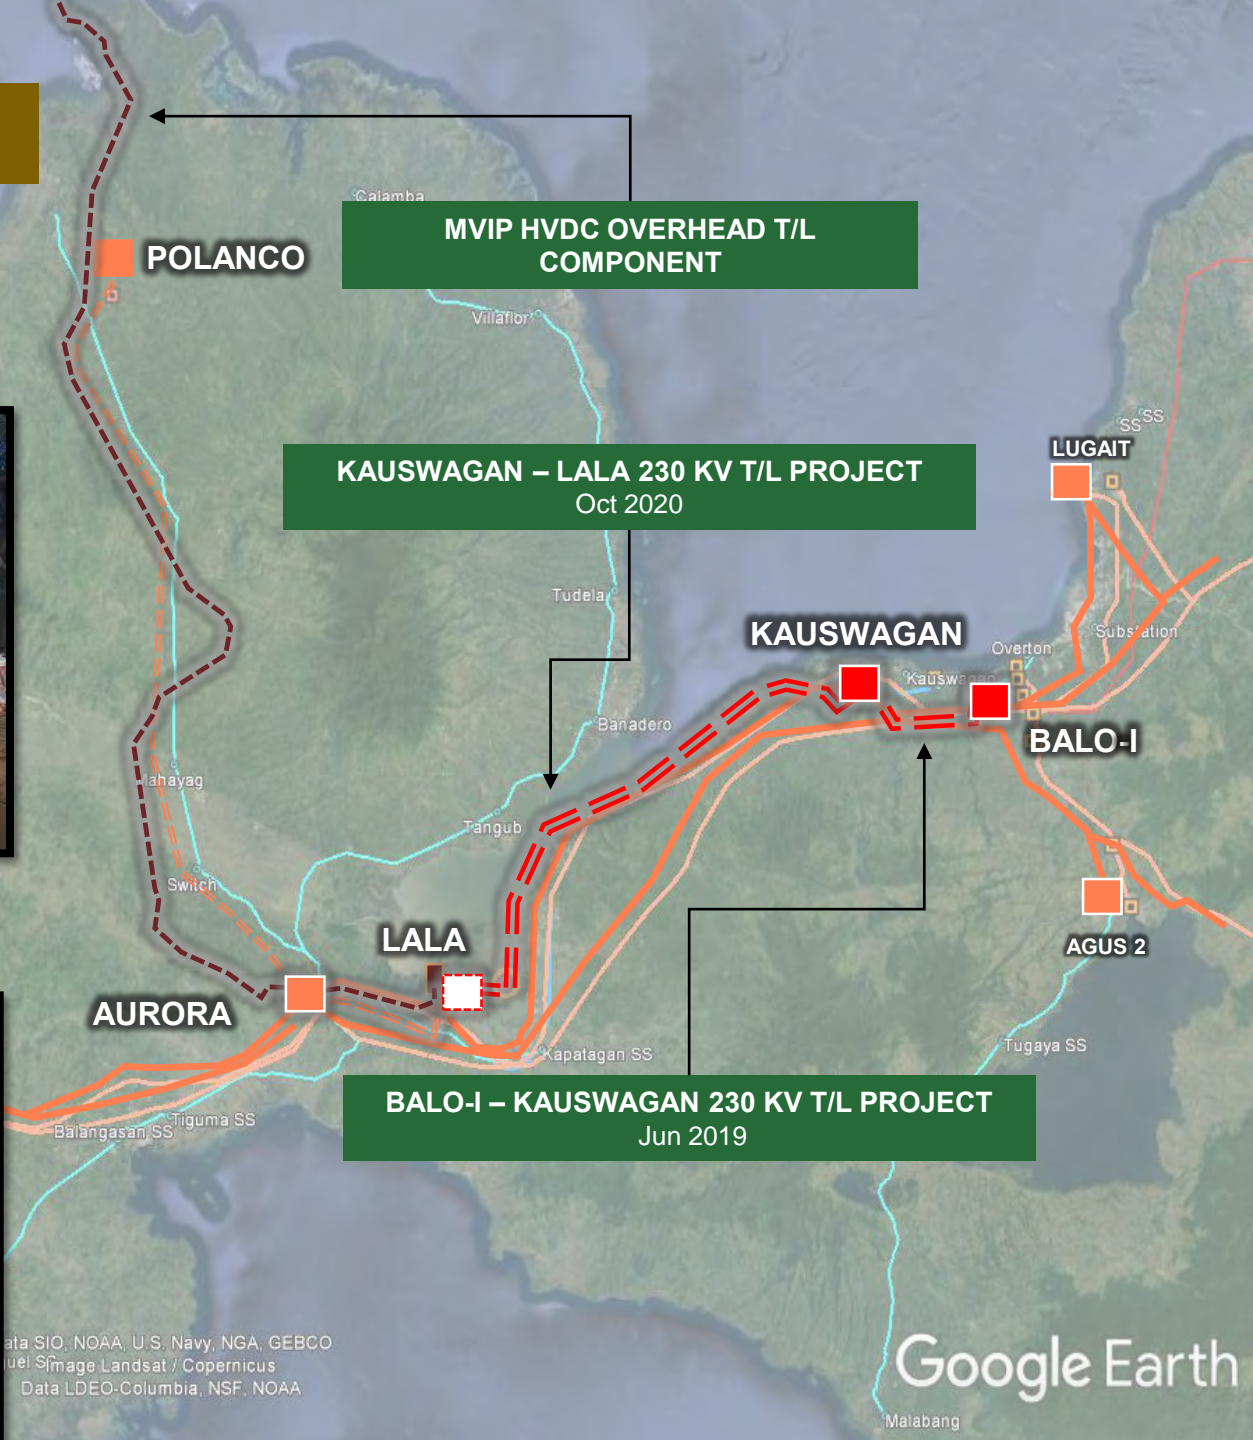 Calamba
MVIP HVDC OVERHEAD T/L
COMPONENT
POLANCO
Villaflor
SS
SS
LUGAIT
KAUSWAGAN – LALA 230 KV T/L PROJECT
Oct 2020
Tudela
KAUSWAGAN
Substation
Overton
Kauswagan
Banadero
BALO-I
Mahayag
Tangub
Switch
LALA
AGUS 2
AURORA
Kapatagan SS
Tugaya SS
BALO-I – KAUSWAGAN 230 KV T/L PROJECT
Jun 2019
Tiguma SS
Balangasan SS
ata SIO, NOAA, U.S. Navy, NGA, GEBCO
Image Landsat / Copernicus
Data LDEO-Columbia, NSF, NOAA
Google Earth
Malabang